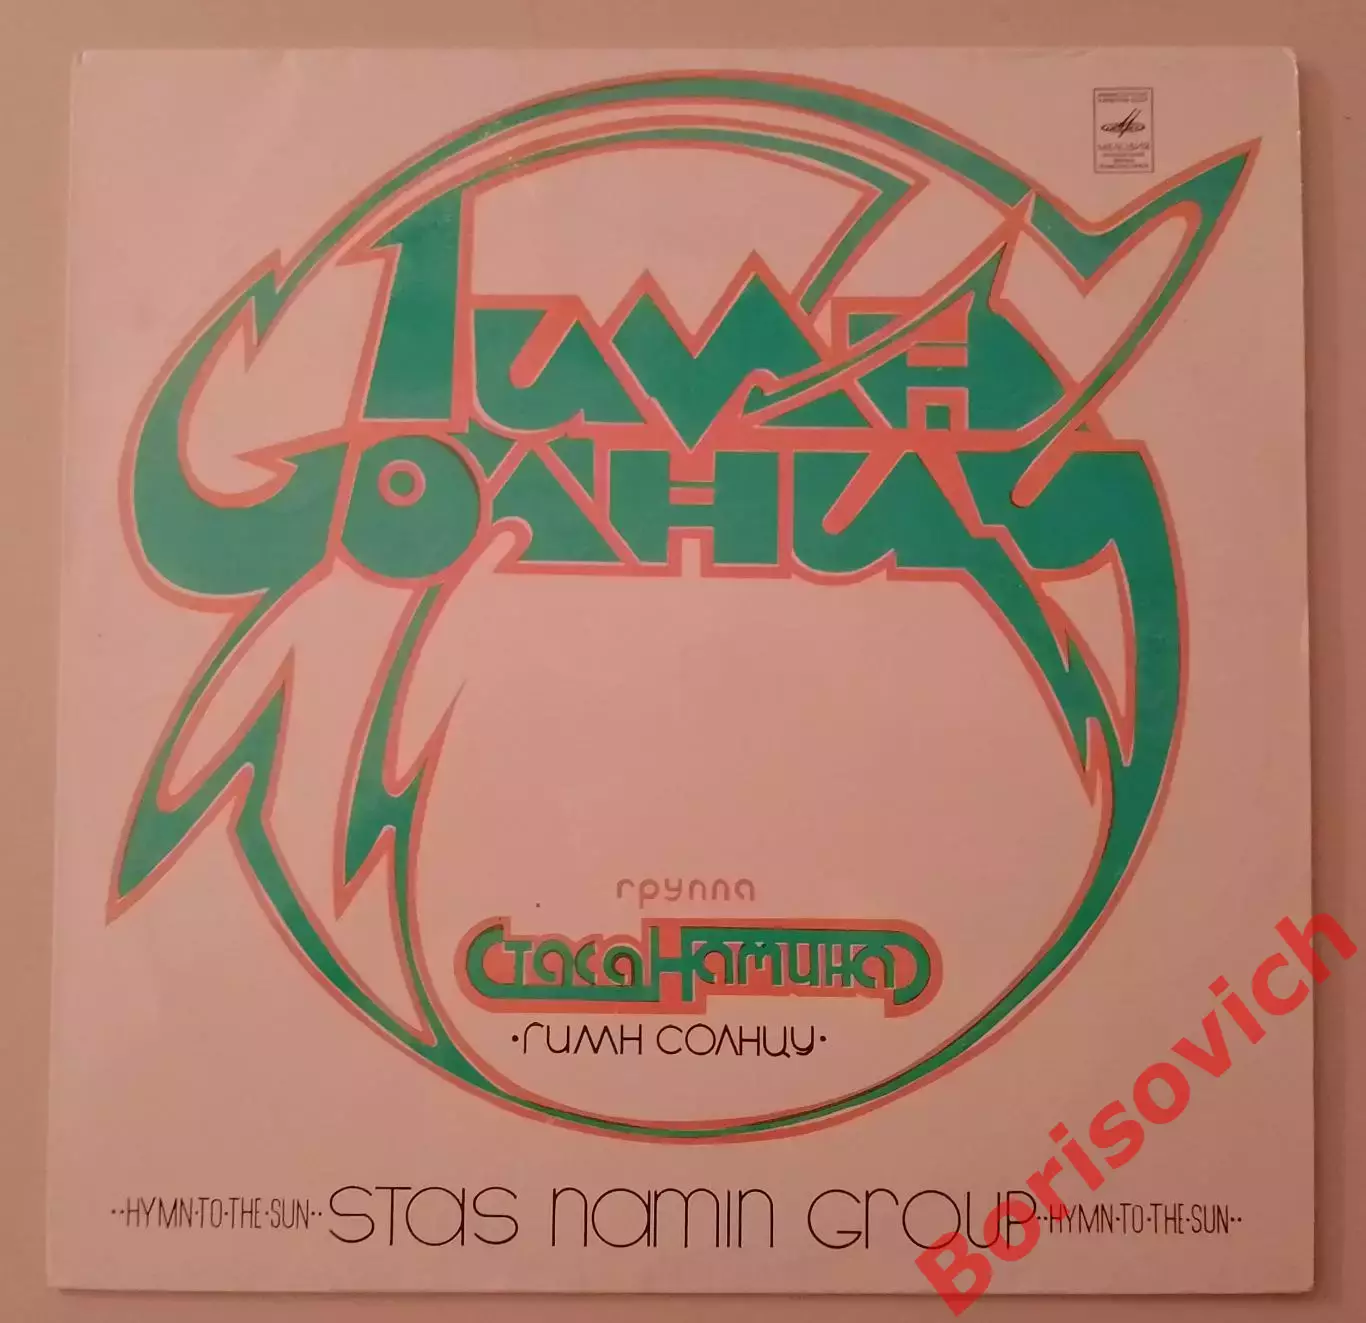 МЕЛОДИЯ
Гимн
Солнцу
группа
Стаса Намина
·ГИМН СОЛНЦУ·
··HYMN·TO·THE·SUN·· STAS NAMIN GROUP ··HYMN·TO·THE·SUN··
Borisovich